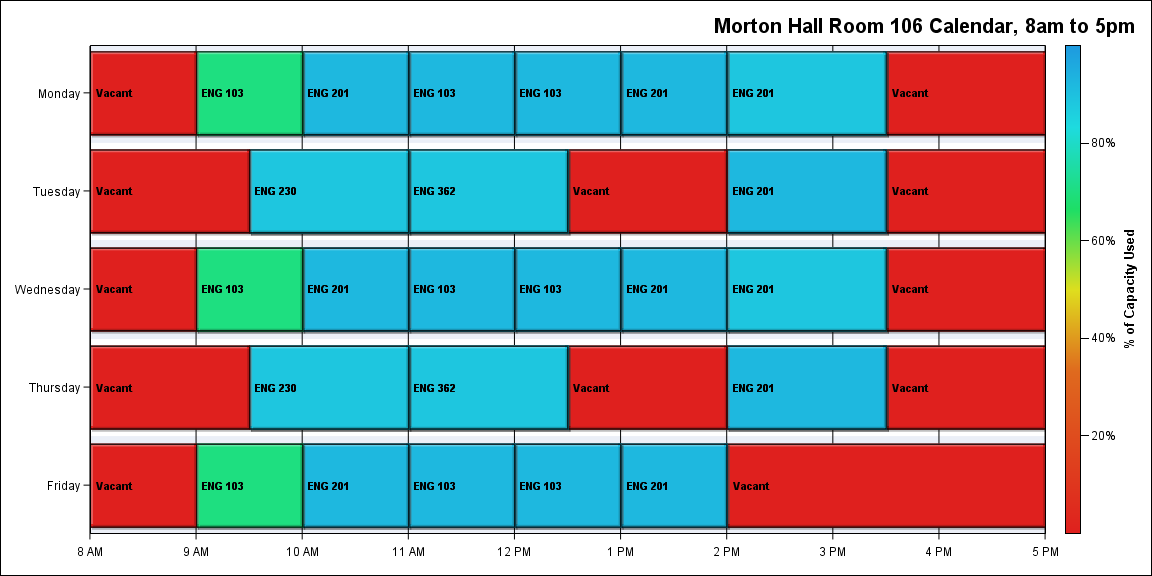 Morton Hall Room 106 Calendar, 8am to 5pm
Monday
Vacant
ENG 103
ENG 201
ENG 103
ENG 103
ENG 201
ENG 201
Vacant
Tuesday
Vacant
ENG 230
ENG 362
Vacant
ENG 201
Vacant
Wednesday
Vacant
ENG 103
ENG 201
ENG 103
ENG 103
ENG 201
ENG 201
Vacant
Thursday
Vacant
ENG 230
ENG 362
Vacant
ENG 201
Vacant
Friday
Vacant
ENG 103
ENG 201
ENG 103
ENG 103
ENG 201
Vacant
8 AM
9 AM
10 AM
11 AM
12 PM
1 PM
2 PM
3 PM
4 PM
5 PM
80%
60%
40%
20%
% of Capacity Used